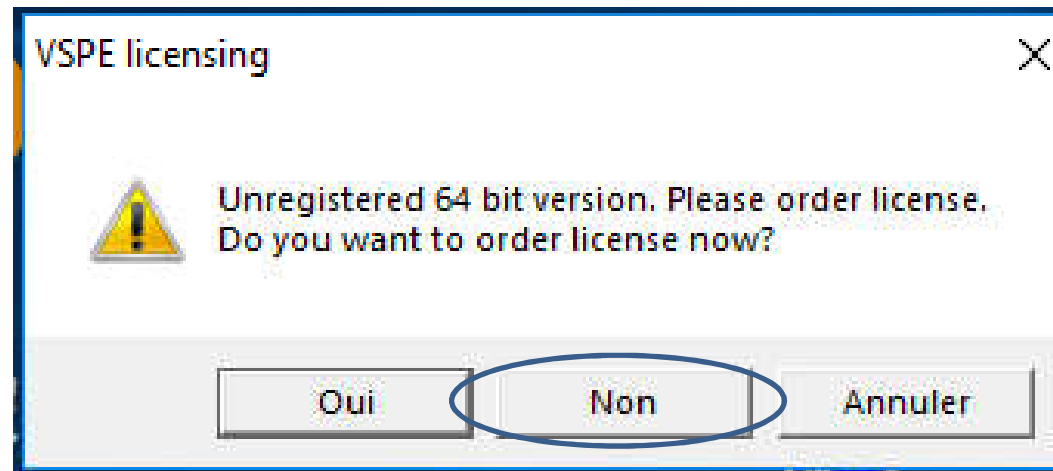 VSPE licensing
Unregistered 64 bit version. Please order license.
Do you want to order license now?
Oui Non Annuler